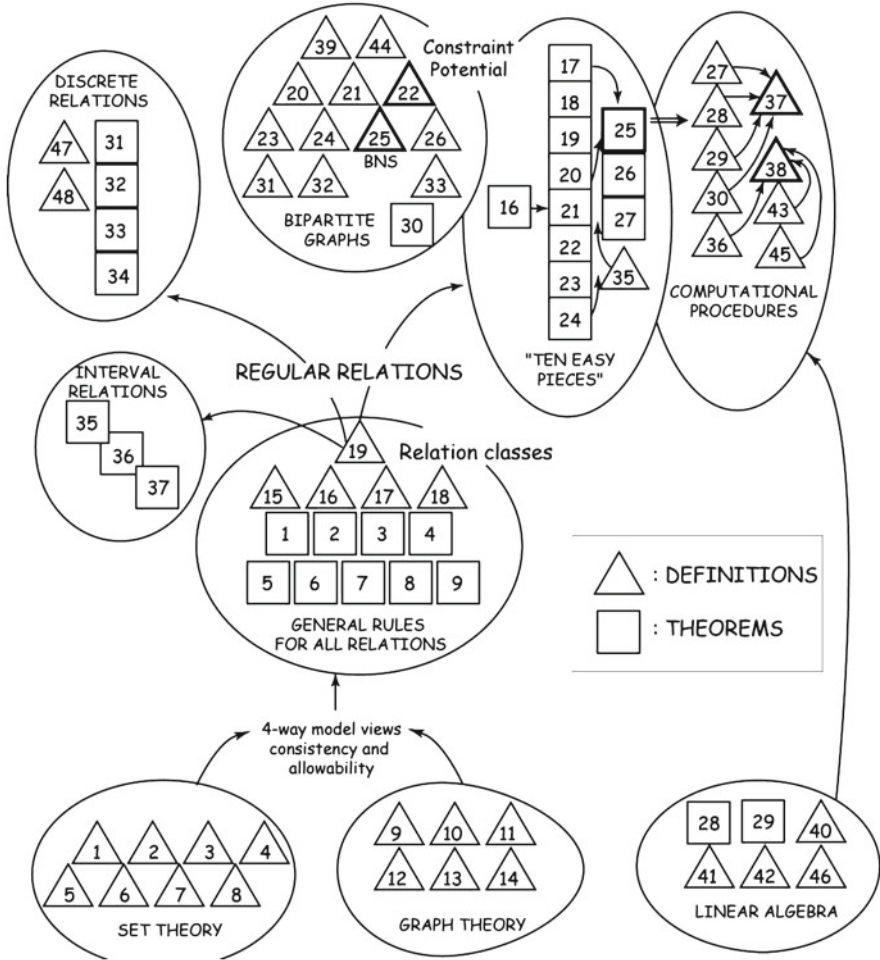 DISCRETE
RELATIONS
47
48
31
32
33
34
39 44
20 21 22
23 24 25 26
BNS
31 32 33
BIPARTITE
GRAPHS
30
Constraint
Potential
17
18
19
20
21
22
23
24
16
25
26
27
35
"TEN EASY
PIECES"
27
28
29
30
36
37
38
43
45
COMPUTATIONAL
PROCEDURES
INTERVAL
RELATIONS
35
36
37
REGULAR RELATIONS
19
Relation classes
15 16 17 18
1 2 3 4
5 6 7 8 9
GENERAL RULES
FOR ALL RELATIONS
: DEFINITIONS
: THEOREMS
4-way model views
consistency and
allowability
1 2 3 4
5 6 7 8
SET THEORY
9 10 11
12 13 14
GRAPH THEORY
28 29 40
41 42 46
LINEAR ALGEBRA